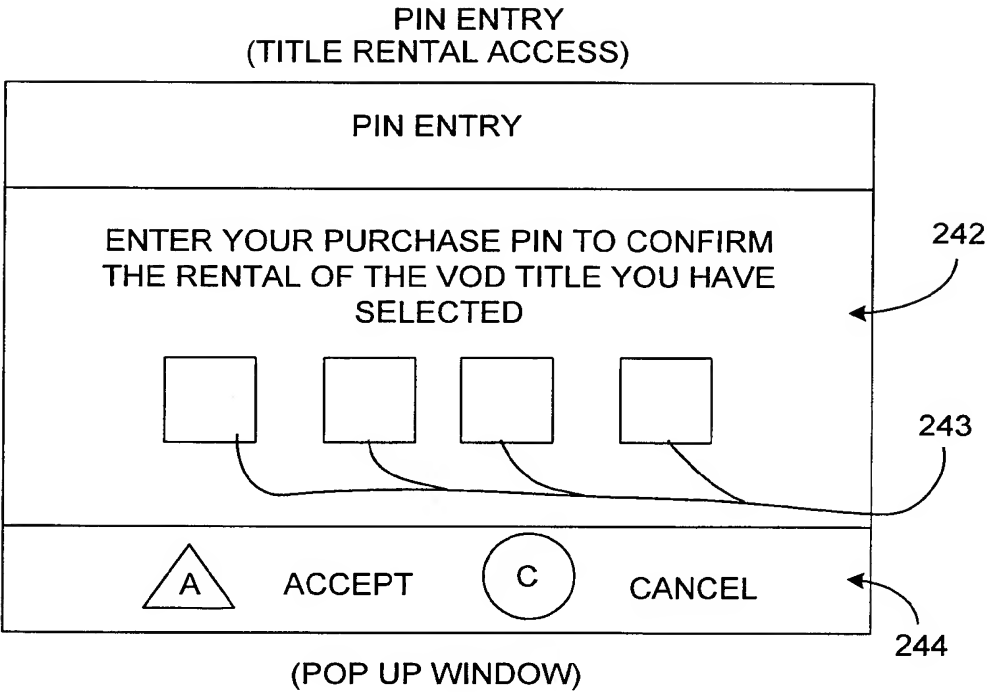 PIN ENTRY
(TITLE RENTAL ACCESS)
PIN ENTRY
ENTER YOUR PURCHASE PIN TO CONFIRM
THE RENTAL OF THE VOD TITLE YOU HAVE
SELECTED
242
243
A ACCEPT C CANCEL
244
(POP UP WINDOW)